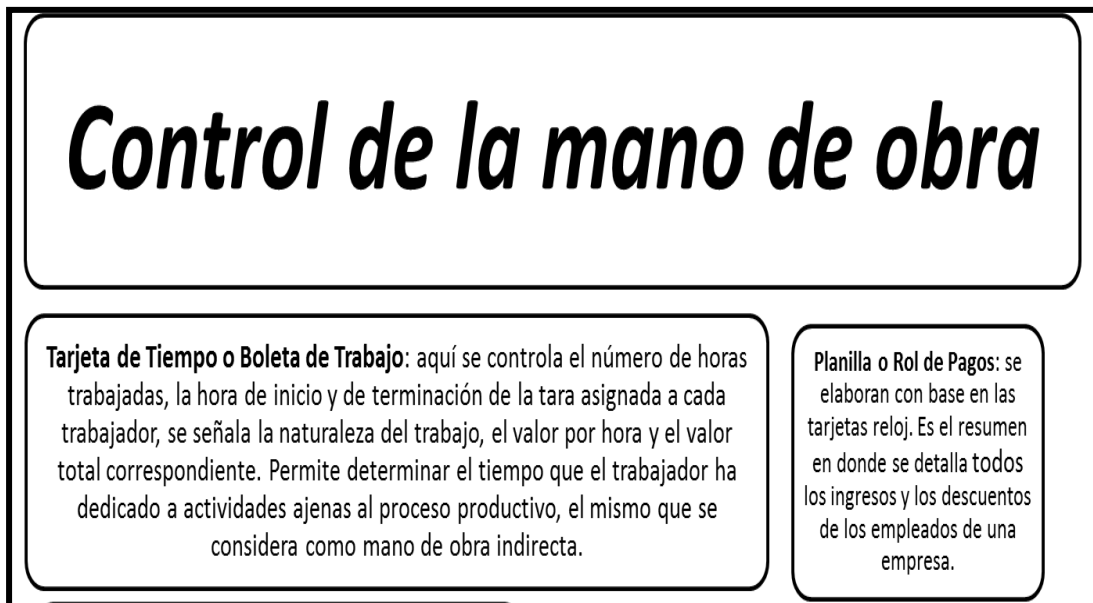 Control de la mano de obra
Tarjeta de Tiempo o Boleta de Trabajo: aquí se controla el número de horas
trabajadas, la hora de inicio y de terminación de la tara asignada a cada
trabajador, se señala la naturaleza del trabajo, el valor por hora y el valor
total correspondiente. Permite determinar el tiempo que el trabajador ha
dedicado a actividades ajenas al proceso productivo, el mismo que se
considera como mano de obra indirecta.
Planilla o Rol de Pagos: se
elaboran con base en las
tarjetas reloj. Es el resumen
en donde se detalla todos
los ingresos y los descuentos
de los empleados de una
empresa.